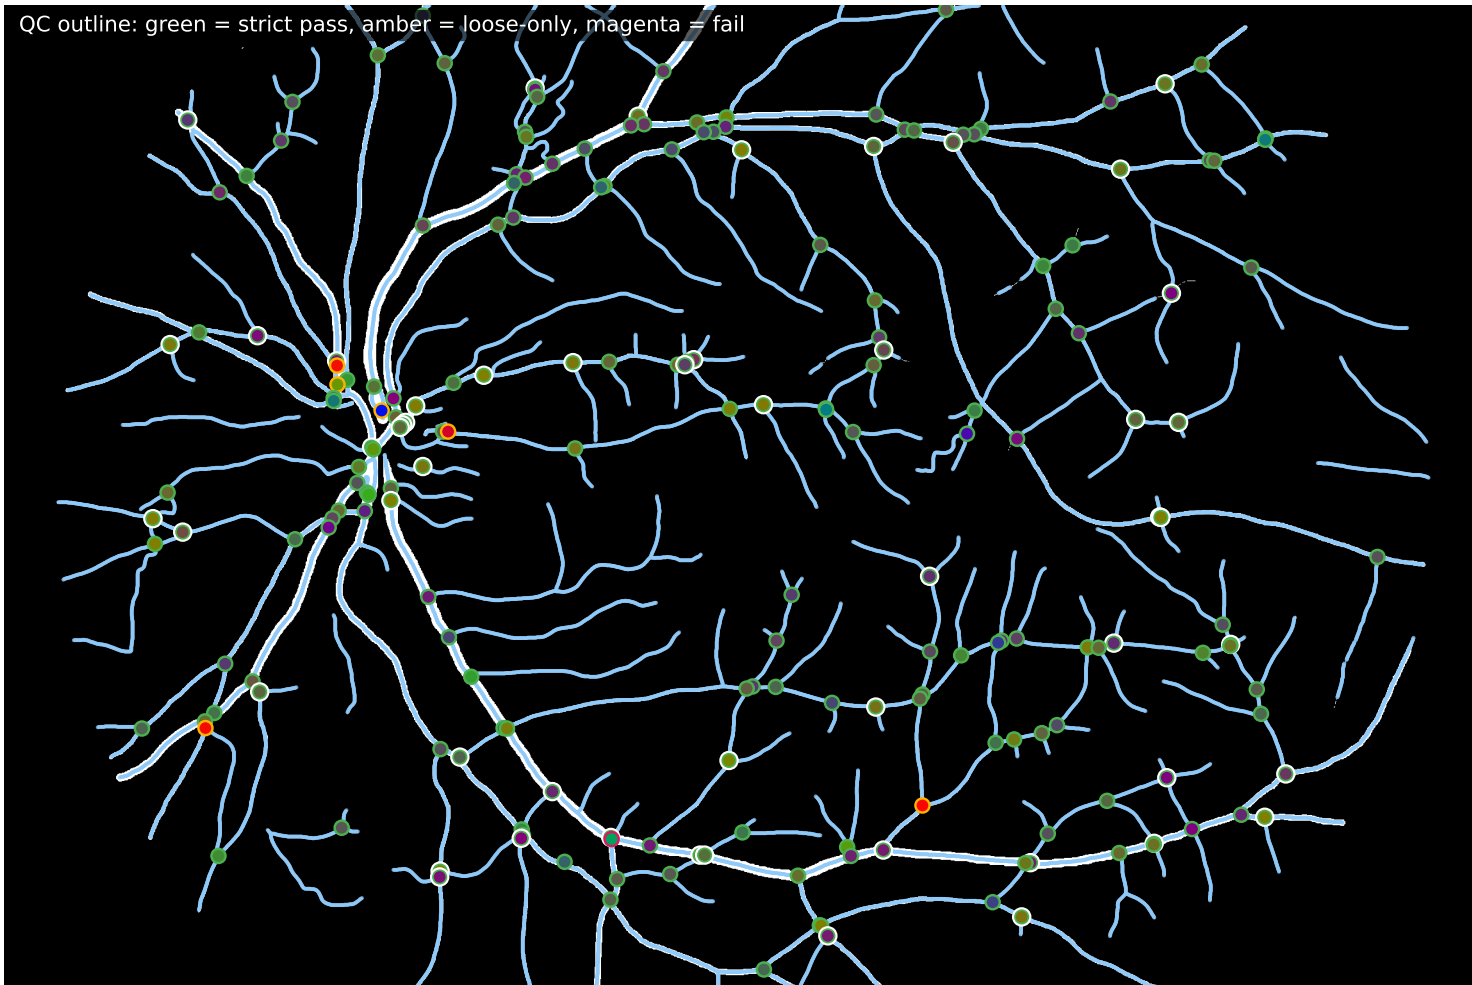 QC outline: green = strict pass, amber = loose-only, magenta = fail